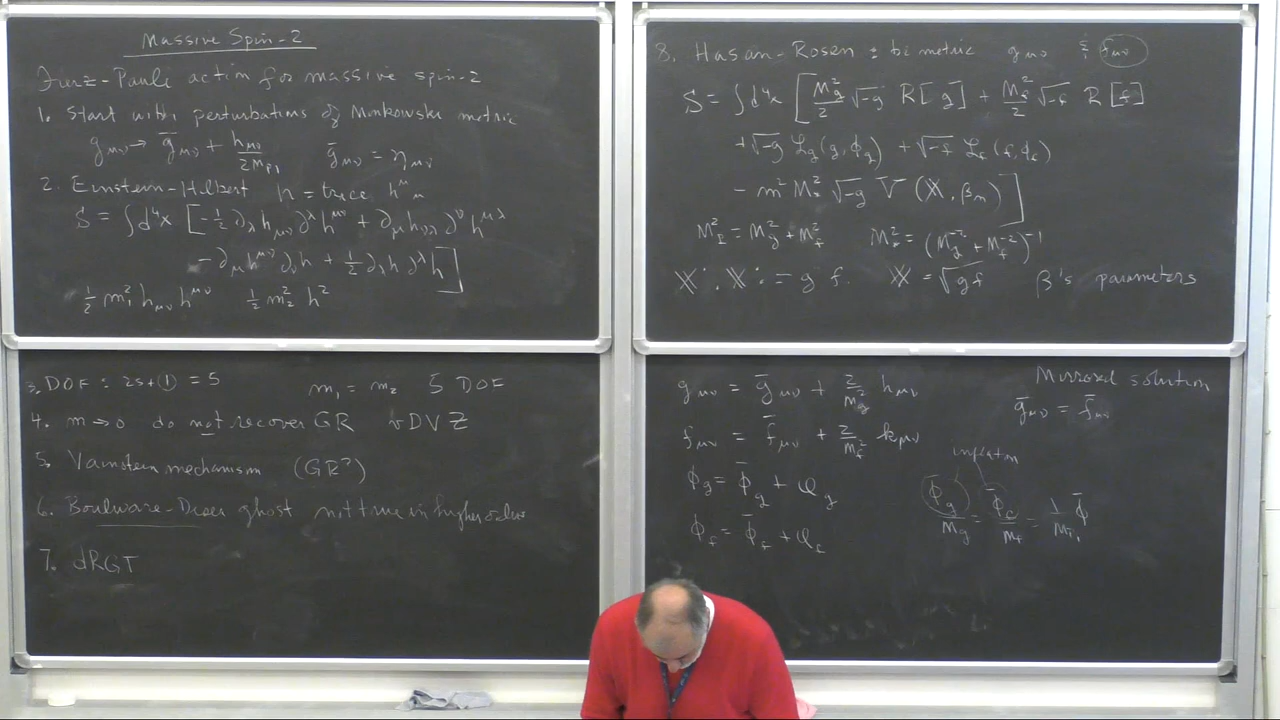 Massive Spin-2
Fierz-Pauli action for massive spin-2
1. Start with perturbations of Minkowski metric
g_μν → ḡ_μν + h_μν/2M_Pl   ḡ_μν = η_μν
2. Einstein-Hilbert   h = trace h^μ_μ
S = ∫d⁴x [-½ ∂_λ h_μν ∂^λ h^μν + ∂_μ h_νλ ∂^ν h^μλ
- ∂_μ h^μν ∂_ν h + ½ ∂_λ h ∂^λ h]
½ m₁² h_μν h^μν   ½ m₂² h²
3. DOF : 2s+1 = 5   m₁ = m₂ 5 DOF
4. m → 0 do not recover GR vDVZ
5. Vainstein mechanism (GR?)
6. Boulware-Deser ghost not true in higher order
7. dRGT
8. Hasan-Rosen : bimetric g_μν & f_μν
S = ∫d⁴x [M_g²/2 √-g R[g] + M_f²/2 √-f R[f]
+ √-g ℒ_g(g,φ_g) + √-f ℒ_f(f,φ_f)
- m² M_*² √-g V(𝕏, β_n)]
= M_g² + M_f²   M_*² = (M_g^-2 + M_f^-2)^-1
𝕏 : 𝕏·𝕏 = g f.   𝕏 = √gf   β's parameters
g_μν = ḡ_μν + 2/M_g² h_μν   Mirrored solution
ḡ_μν = f̄_μν
f_μν = f̄_μν + 2/M_f² k_μν
inflaton
φ_g = φ̄_g + φ_g   φ̄_g/M_g = φ̄_f/M_f = 1/M_Pl φ̄
φ_f = φ̄_f + φ_f